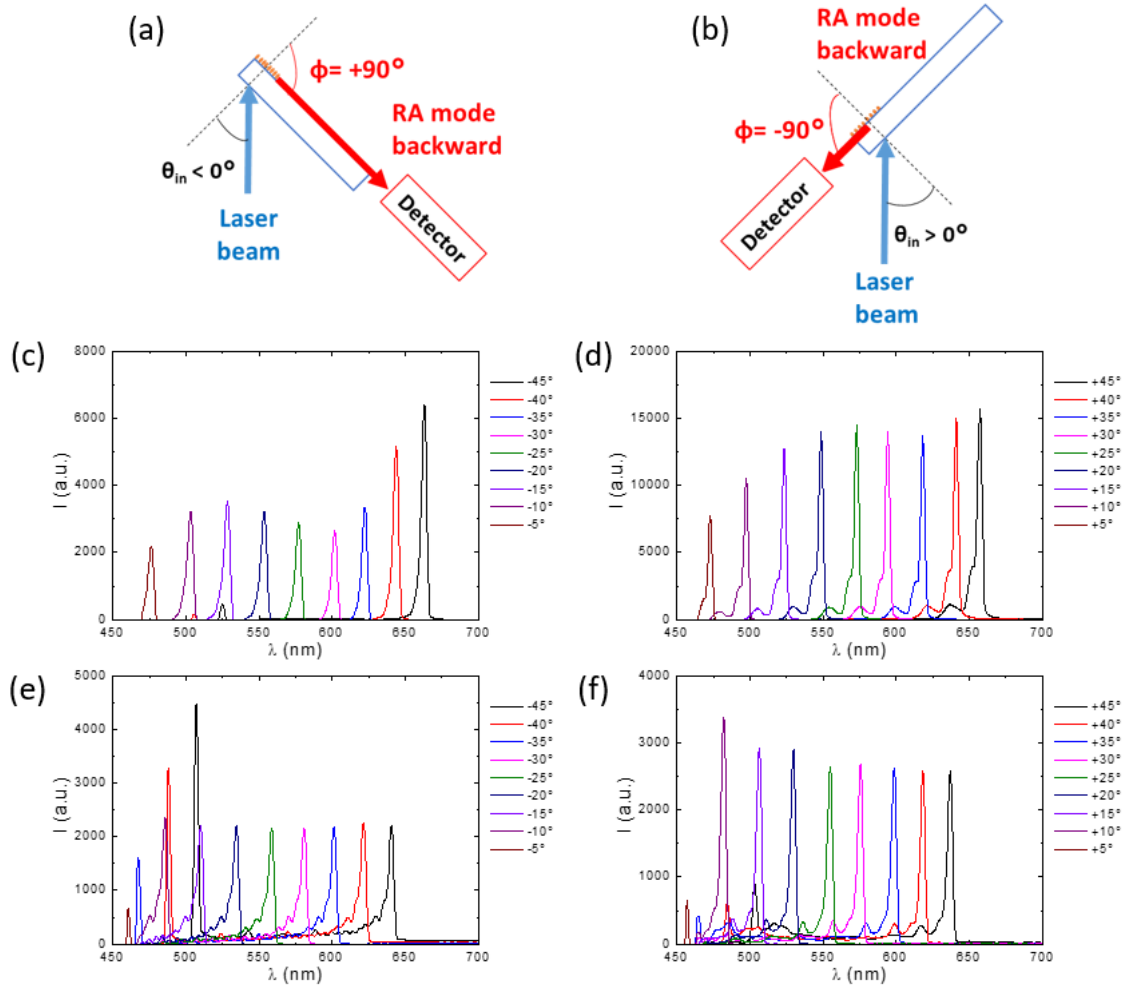 (a)
ϕ= +90°
RA mode
backward
θin < 0°
Laser
beam
Detector
(b)
RA mode
backward
ϕ= -90°
Detector
θin > 0°
Laser
beam
(c)
8000
6000
4000
2000
0
I (a.u.)
450 500 550 600 650 700
λ (nm)
-45°
-40°
-35°
-30°
-25°
-20°
-15°
-10°
-5°
(d)
20000
15000
10000
5000
0
I (a.u.)
450 500 550 600 650 700
λ (nm)
+45°
+40°
+35°
+30°
+25°
+20°
+15°
+10°
+5°
(e)
5000
4000
3000
2000
1000
0
I (a.u.)
450 500 550 600 650 700
λ (nm)
-45°
-40°
-35°
-30°
-25°
-20°
-15°
-10°
-5°
(f)
4000
3000
2000
1000
0
I (a.u.)
450 500 550 600 650 700
λ (nm)
+45°
+40°
+35°
+30°
+25°
+20°
+15°
+10°
+5°